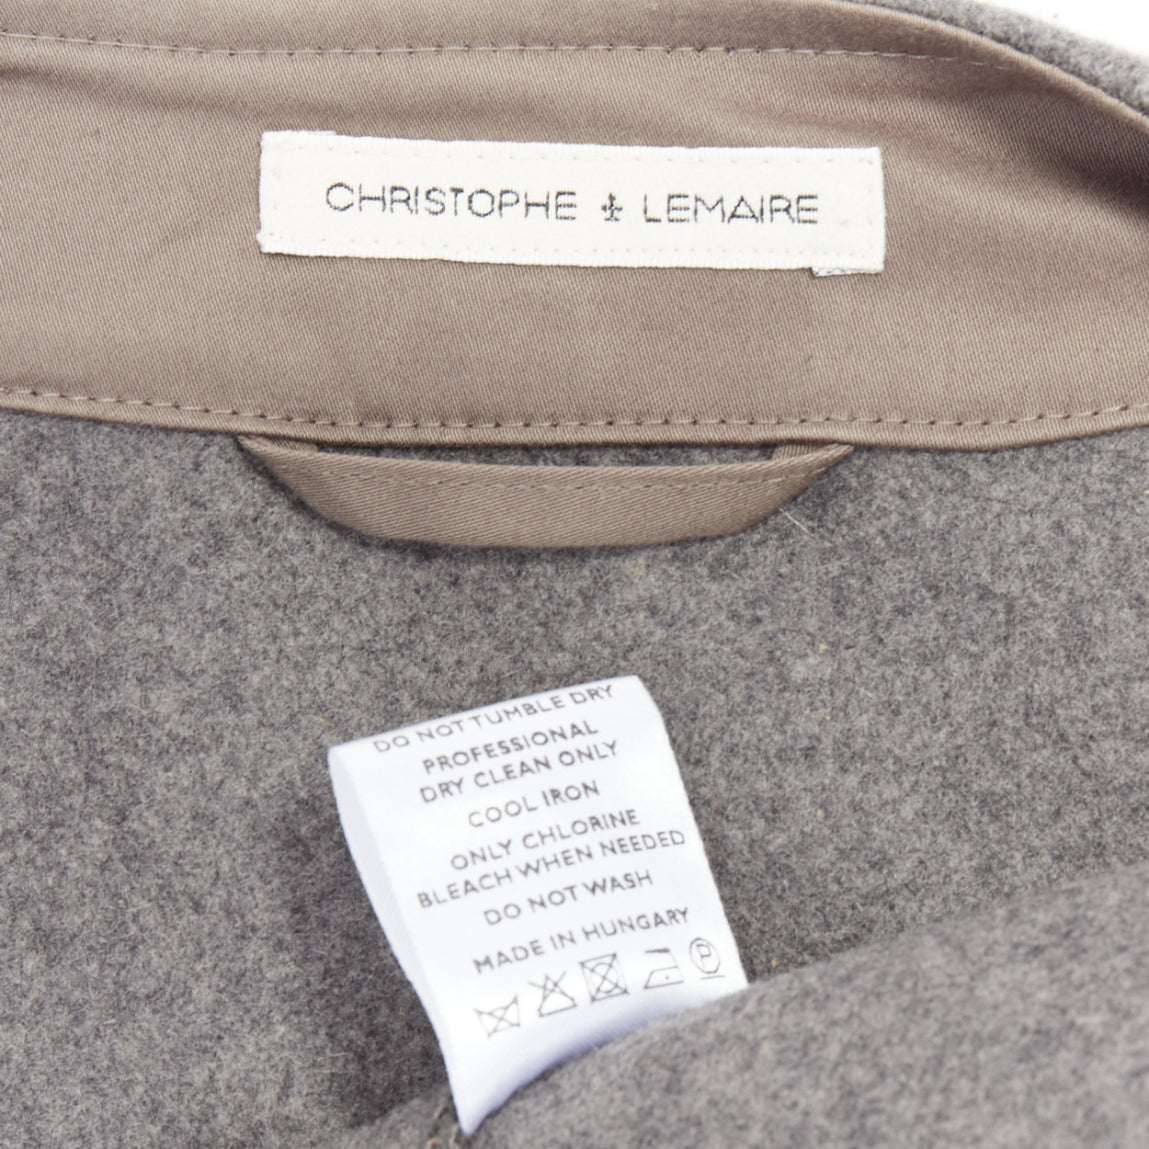 CHRISTOPHE LEMAIRE
DO NOT TUMBLE DRY
PROFESSIONAL
DRY CLEAN ONLY
COOL IRON
ONLY CHLORINE
BLEACH WHEN NEEDED
DO NOT WASH
MADE IN HUNGARY
P